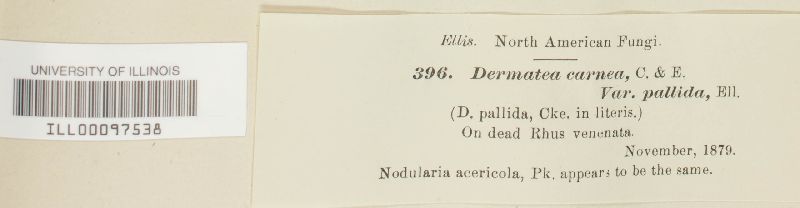 UNIVERSITY OF ILLINOIS
ILL00097538
Ellis. North American Fungi.
396. Dermatea carnea, C. & E.
Var. pallida, Ell.
(D. pallida, Cke. in literis.)
On dead Rhus venenata.
November, 1879.
Nodularia acericola, Pk. appears to be the same.